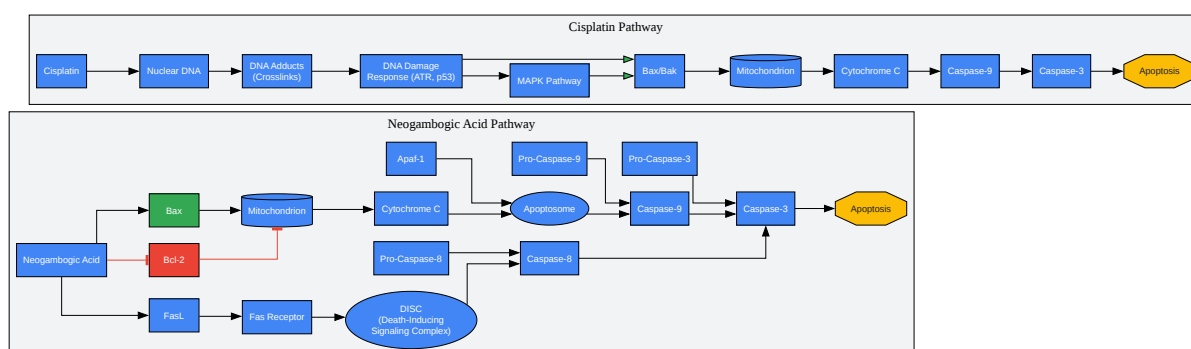 Cisplatin Pathway
Cisplatin
Nuclear DNA
DNA Adducts
(Crosslinks)
DNA Damage
Response (ATR, p53)
MAPK Pathway
Bax/Bak
Mitochondrion
Cytochrome C
Caspase-9
Caspase-3
Apoptosis
Neogambogic Acid Pathway
Apaf-1
Pro-Caspase-9
Pro-Caspase-3
Bax
Mitochondrion
Cytochrome C
Apoptosome
Caspase-9
Caspase-3
Apoptosis
Neogambogic Acid
Bcl-2
Pro-Caspase-8
Caspase-8
FasL
Fas Receptor
DISC
(Death-Inducing
Signaling Complex)